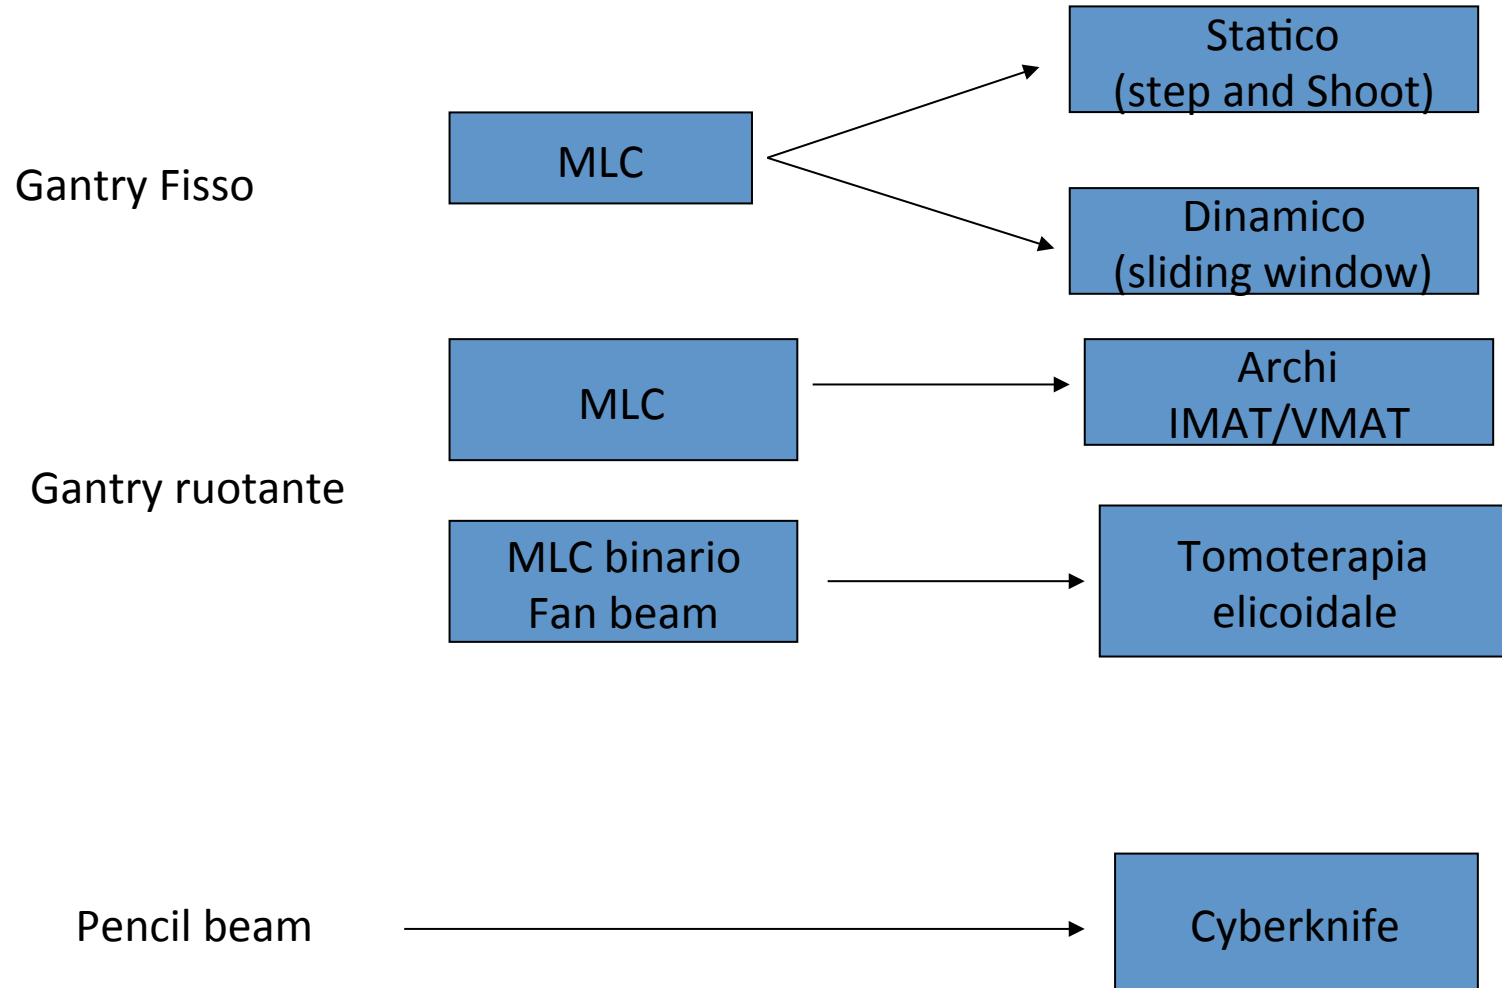 Gantry Fisso
MLC
Statico
(step and Shoot)
Dinamico
(sliding window)
Gantry ruotante
MLC
Archi
IMAT/VMAT
MLC binario
Fan beam
Tomoterapia
elicoidale
Pencil beam
Cyberknife